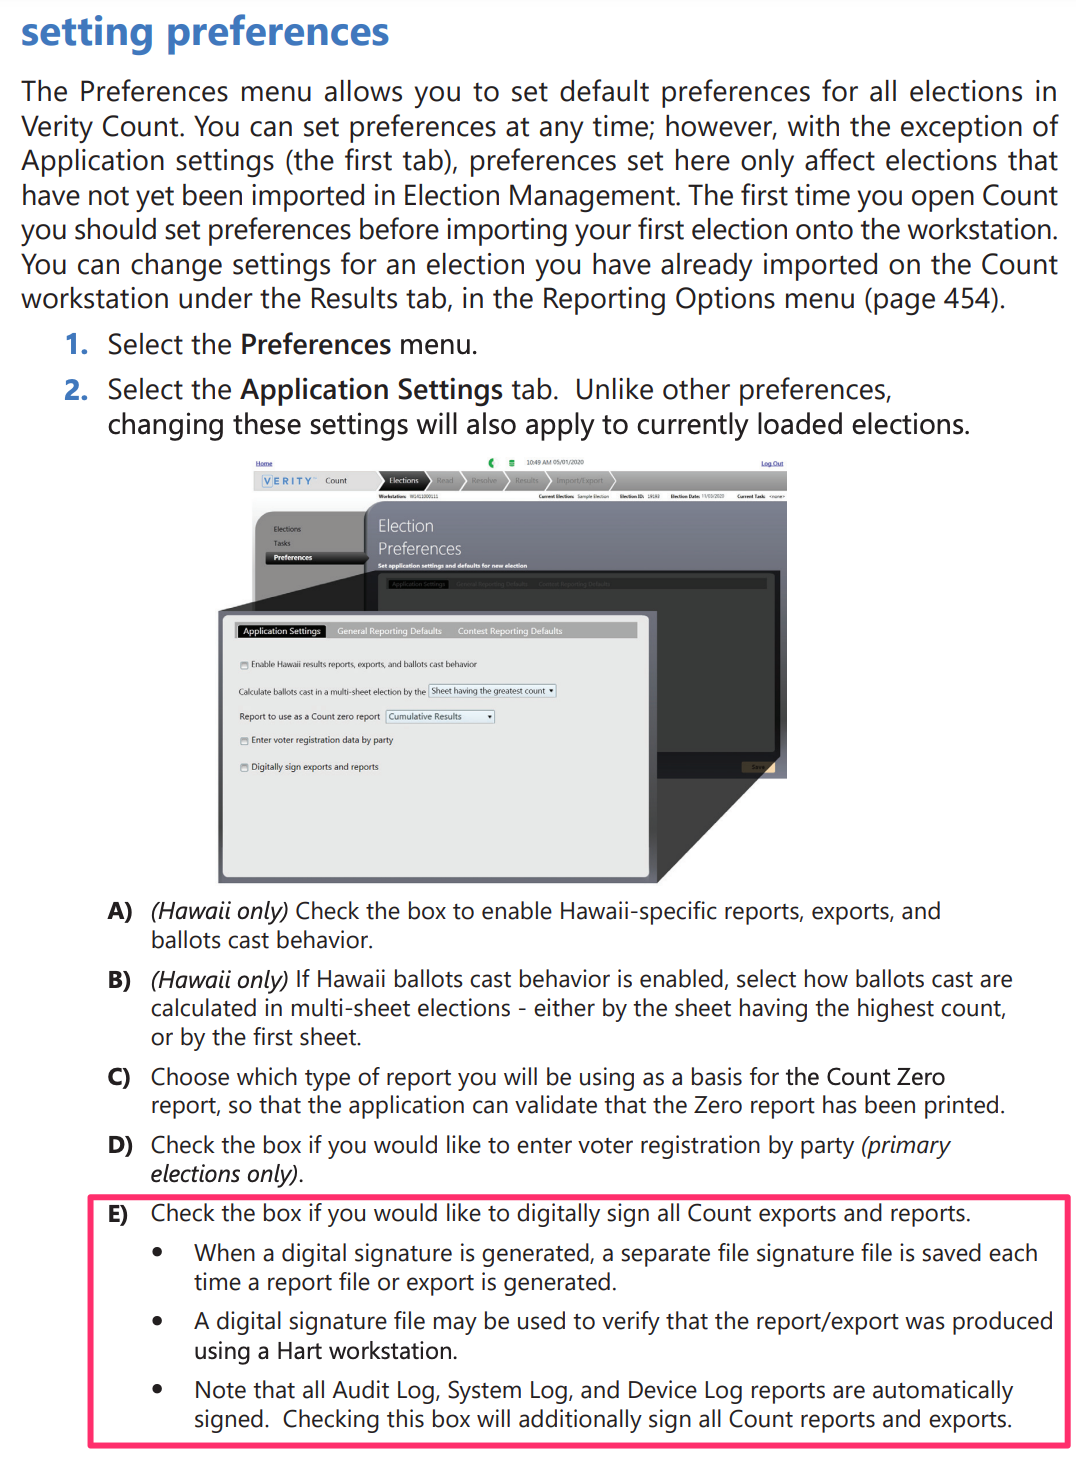 setting preferences
The Preferences menu allows you to set default preferences for all elections in
Verity Count. You can set preferences at any time; however, with the exception of
Application settings (the first tab), preferences set here only affect elections that
have not yet been imported in Election Management. The first time you open Count
you should set preferences before importing your first election onto the workstation.
You can change settings for an election you have already imported on the Count
workstation under the Results tab, in the Reporting Options menu (page 454).
1. Select the Preferences menu.
2. Select the Application Settings tab.  Unlike other preferences,
changing these settings will also apply to currently loaded elections.
Home 10:49 AM 05/01/2020 Log Out
VERITY Count Elections Read Resolve Results Import/Export
Workstation: W1411000111 Current Election: Sample Election Election ID: 19193 Election Date: 11/03/2020 Current Task: <none>
Elections
Tasks
Preferences
Election
Preferences
Set application settings and defaults for new election
Application Settings General Reporting Defaults Contest Reporting Defaults
Application Settings General Reporting Defaults Contest Reporting Defaults
Enable Hawaii results reports, exports, and ballots cast behavior
Calculate ballots cast in a multi-sheet election by the Sheet having the greatest count
Report to use as a Count zero report Cumulative Results
Enter voter registration data by party
Digitally sign exports and reports
Save
A) (Hawaii only) Check the box to enable Hawaii-specific reports, exports, and
ballots cast behavior.
B) (Hawaii only) If Hawaii ballots cast behavior is enabled, select how ballots cast are
calculated in multi-sheet elections - either by the sheet having the highest count,
or by the first sheet.
C) Choose which type of report you will be using as a basis for the Count Zero
report, so that the application can validate that the Zero report has been printed.
D) Check the box if you would like to enter voter registration by party (primary
elections only).
E) Check the box if you would like to digitally sign all Count exports and reports.
• When a digital signature is generated, a separate file signature file is saved each
time a report file or export is generated.
• A digital signature file may be used to verify that the report/export was produced
using a Hart workstation.
• Note that all Audit Log, System Log, and Device Log reports are automatically
signed.  Checking this box will additionally sign all Count reports and exports.